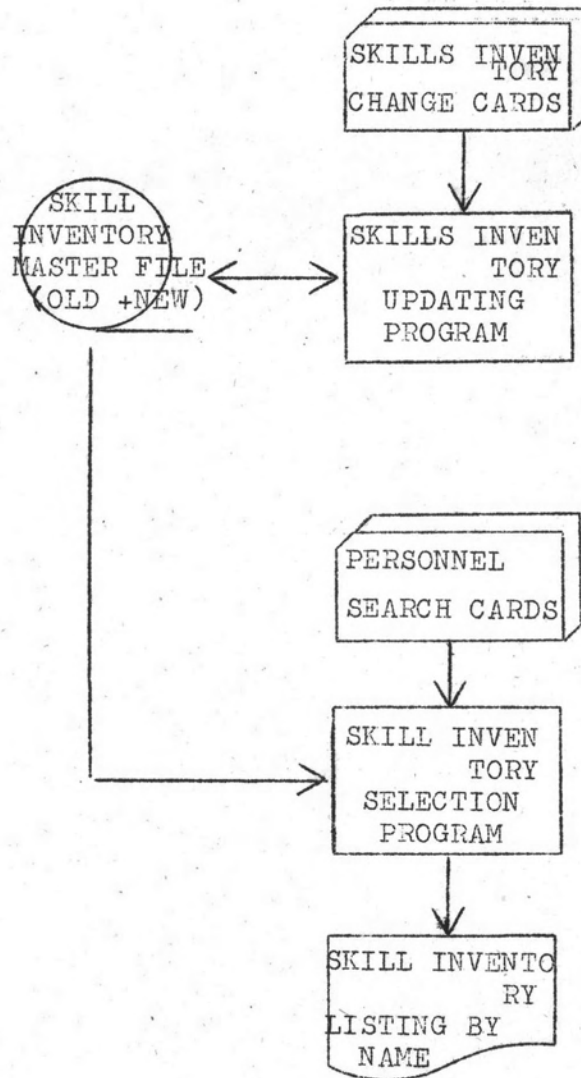 SKILLS INVEN
TORY
CHANGE CARDS
SKILL
INVENTORY
MASTER FILE
(OLD +NEW)
SKILLS INVEN
TORY
UPDATING
PROGRAM
PERSONNEL
SEARCH CARDS
SKILL INVEN
TORY
SELECTION
PROGRAM
SKILL INVENTO
RY
LISTING BY
NAME